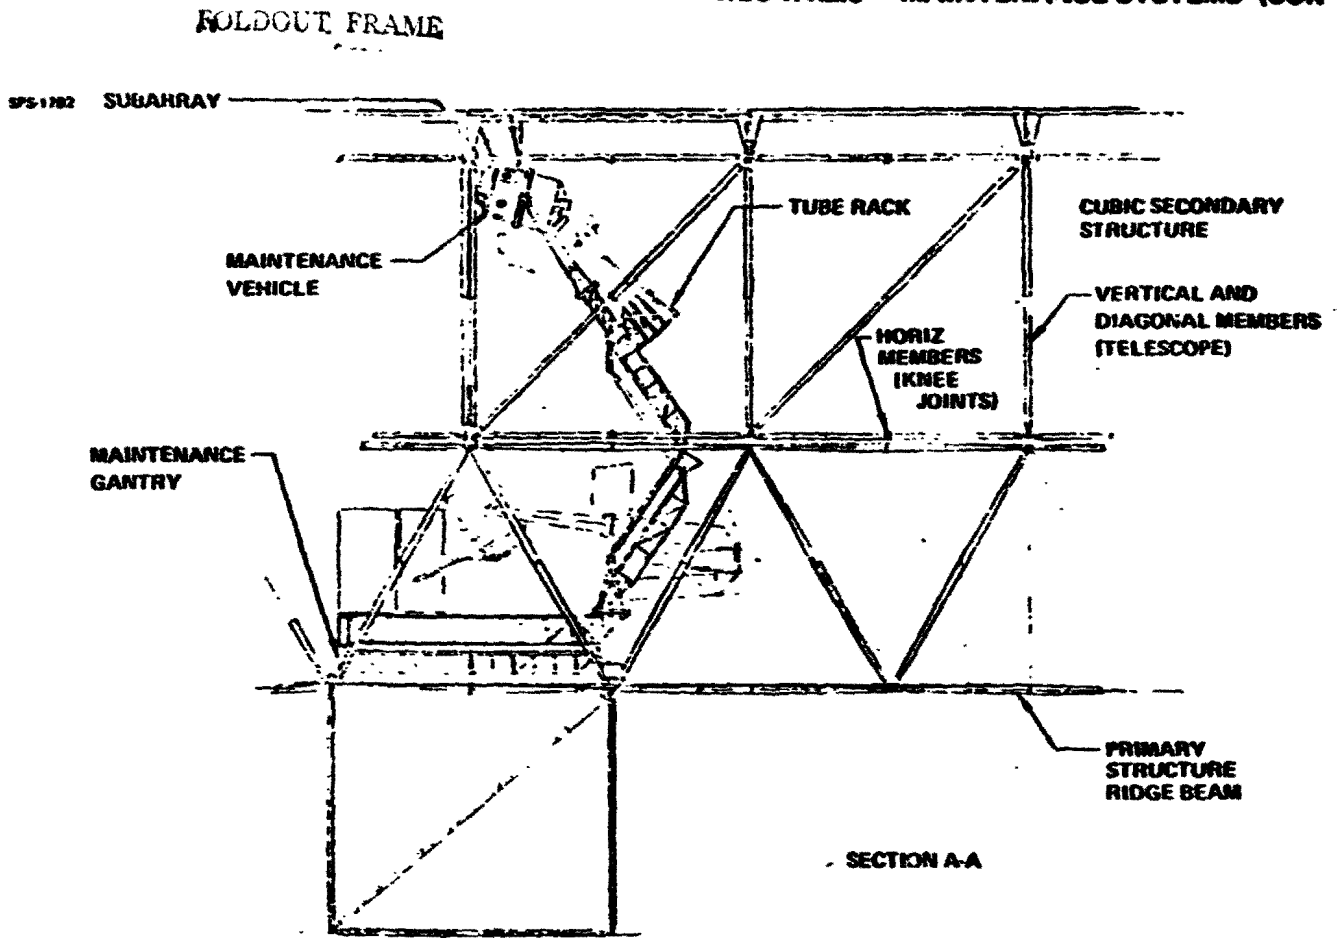 FOLDOUT FRAME
SPS-1782
SUBARRAY
MAINTENANCE
VEHICLE
TUBE RACK
CUBIC SECONDARY
STRUCTURE
VERTICAL AND
DIAGONAL MEMBERS
(TELESCOPE)
HORIZ
MEMBERS
(KNEE
JOINTS)
MAINTENANCE
GANTRY
PRIMARY
STRUCTURE
RIDGE BEAM
SECTION A-A